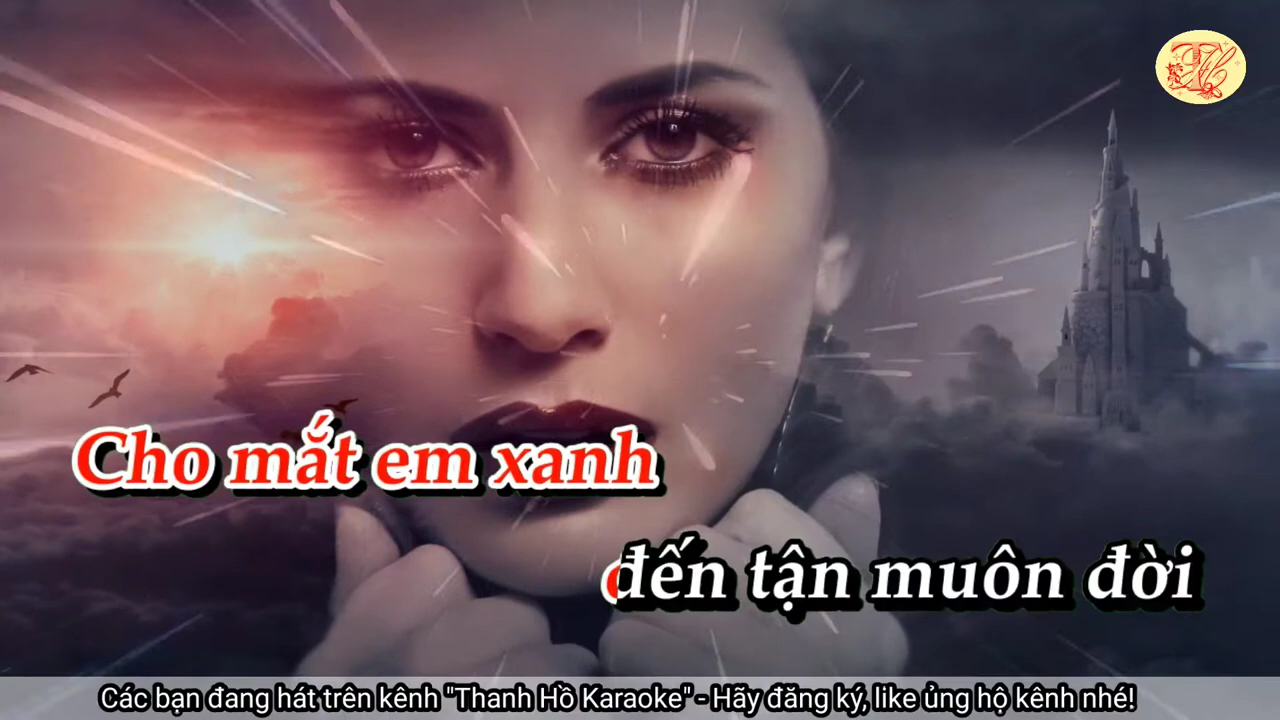 TH
Cho mắt em xanh
đến tận muôn đời
Các bạn đang hát trên kênh "Thanh Hồ Karaoke" - Hãy đăng ký, like ủng hộ kênh nhé!